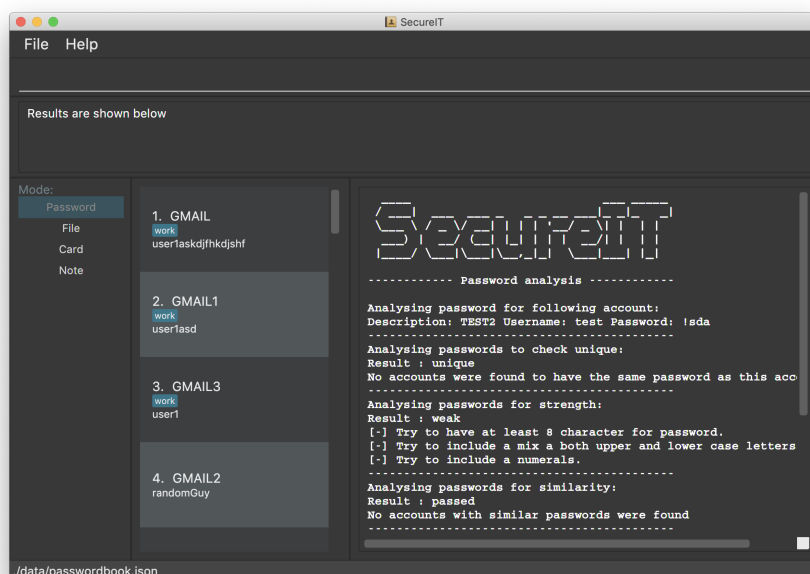 SecureIT
File Help
Results are shown below
Mode:
Password
File
Card
Note
1. GMAIL
work
user1askdjfhkdjshf
2. GMAIL1
work
user1asd
3. GMAIL3
work
user1
4. GMAIL2
randomGuy
SecureIT
------------ Password analysis ------------
Analysing password for following account:
Description: TEST2 Username: test Password: !sda
-------------------------------------------
Analysing passwords to check unique:
Result : unique
No accounts were found to have the same password as this acc
-------------------------------------------
Analysing passwords for strength:
Result : weak
[-] Try to have at least 8 character for password.
[-] Try to include a mix a both upper and lower case letters
[-] Try to include a numerals.
-------------------------------------------
Analysing passwords for similarity:
Result : passed
No accounts with similar passwords were found
-------------------------------------------
/data/passwordbook.json